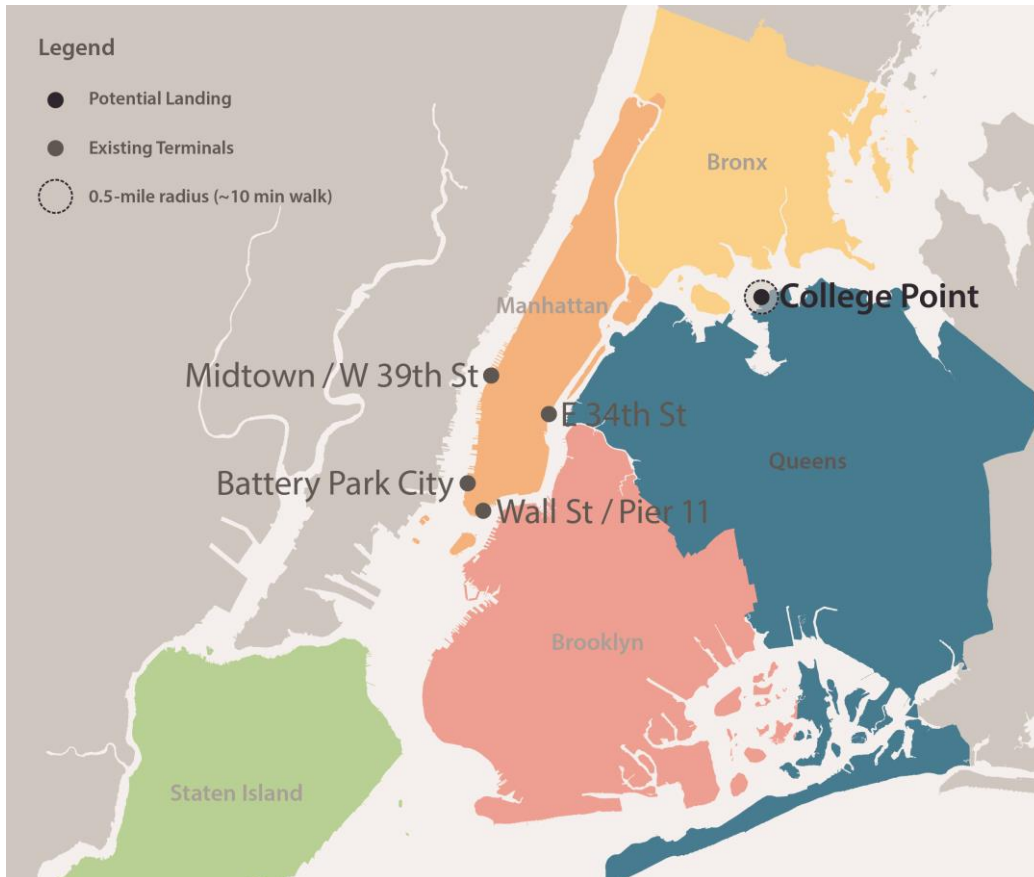 Legend
Potential Landing
Existing Terminals
0.5-mile radius (~10 min walk)
Bronx
College Point
Manhattan
Midtown / W 39th St
E 34th St
Queens
Battery Park City
Wall St / Pier 11
Brooklyn
Staten Island